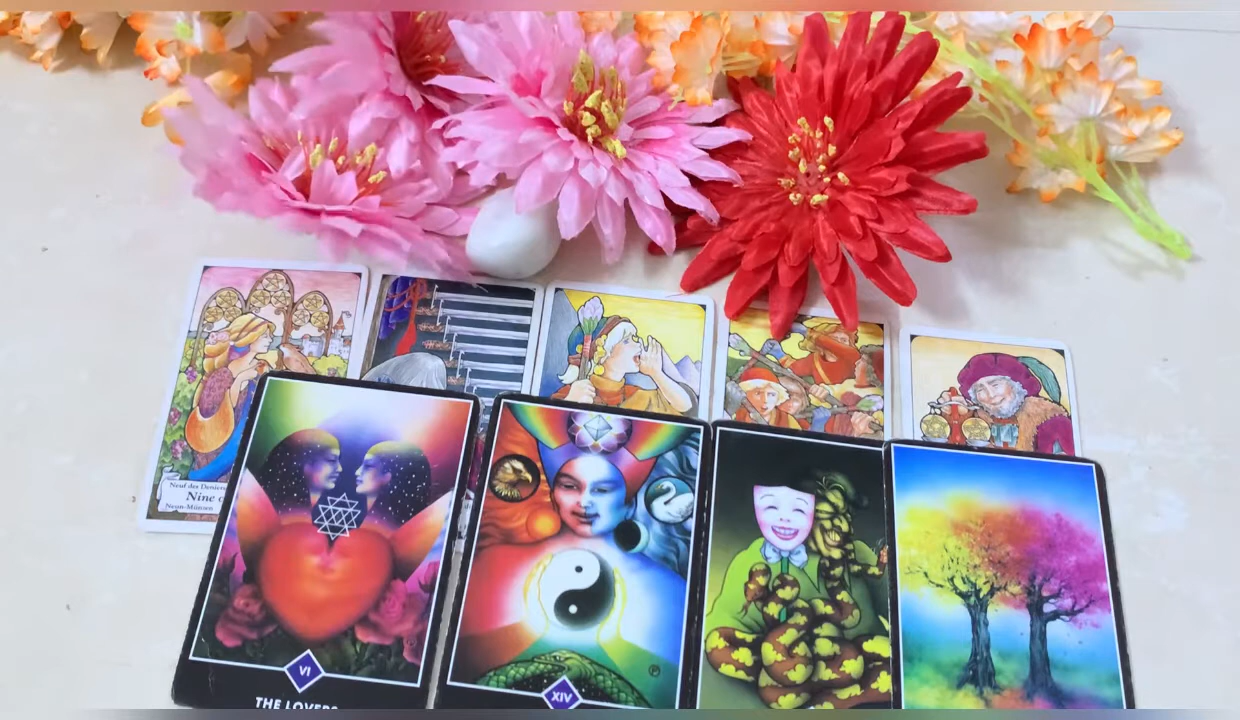 Neuf des Deniers
Nine
Neun-Münzen
VI
THE LOVERS
XIV